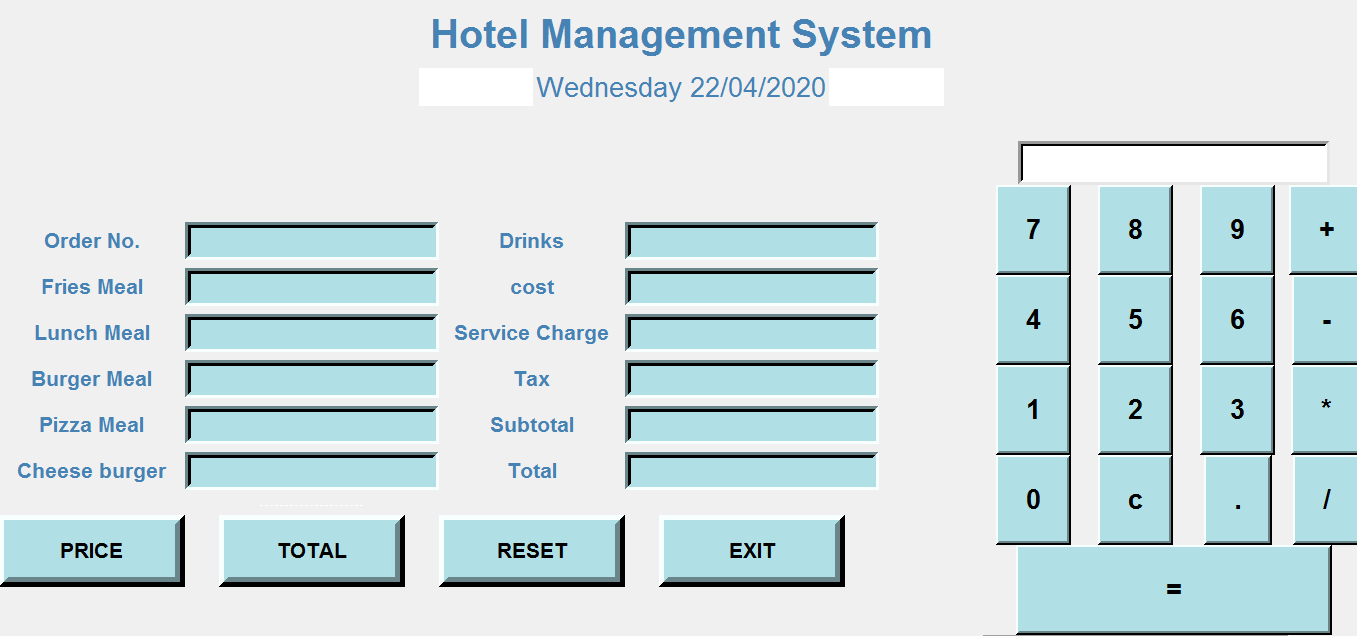 Hotel Management System
Wednesday 22/04/2020
Order No. Drinks
Fries Meal cost
Lunch Meal Service Charge
Burger Meal Tax
Pizza Meal Subtotal
Cheese burger Total
PRICE TOTAL RESET EXIT
7 8 9 +
4 5 6 -
1 2 3 *
0 c . /
=